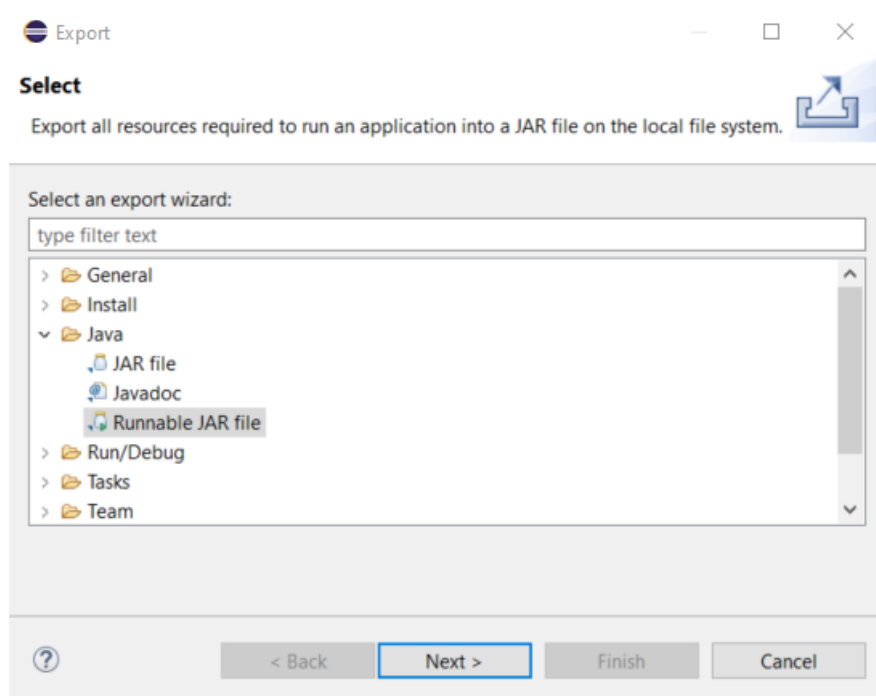 Export
Select
Export all resources required to run an application into a JAR file on the local file system.
Select an export wizard:
type filter text
General
Install
Java
JAR file
Javadoc
Runnable JAR file
Run/Debug
Tasks
Team
< Back Next > Finish Cancel